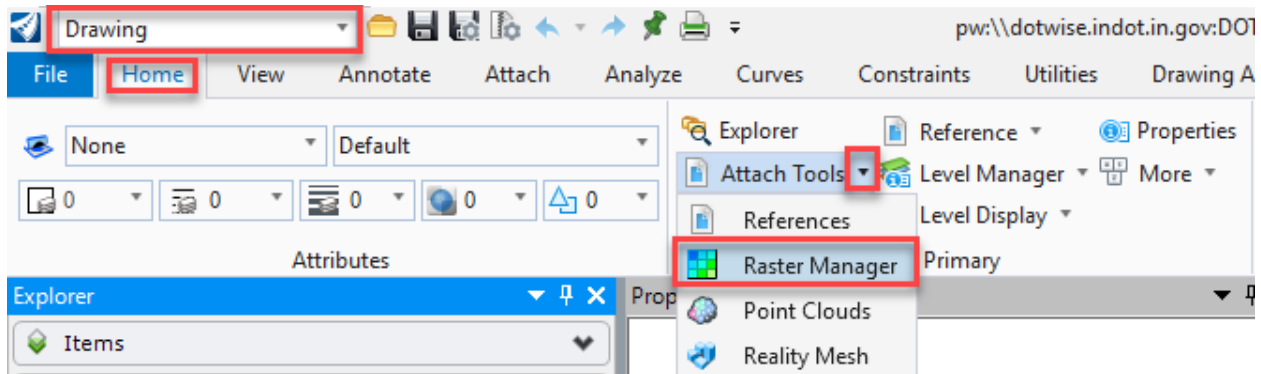 Drawing pw:\\dotwise.indot.in.gov:DOT
File Home View Annotate Attach Analyze Curves Constraints Utilities Drawing A
None Default Explorer Reference Properties
Attach Tools Level Manager More
0 0 0 0 0 References Level Display
Attributes Raster Manager Primary
Explorer Prop Point Clouds
Items Reality Mesh